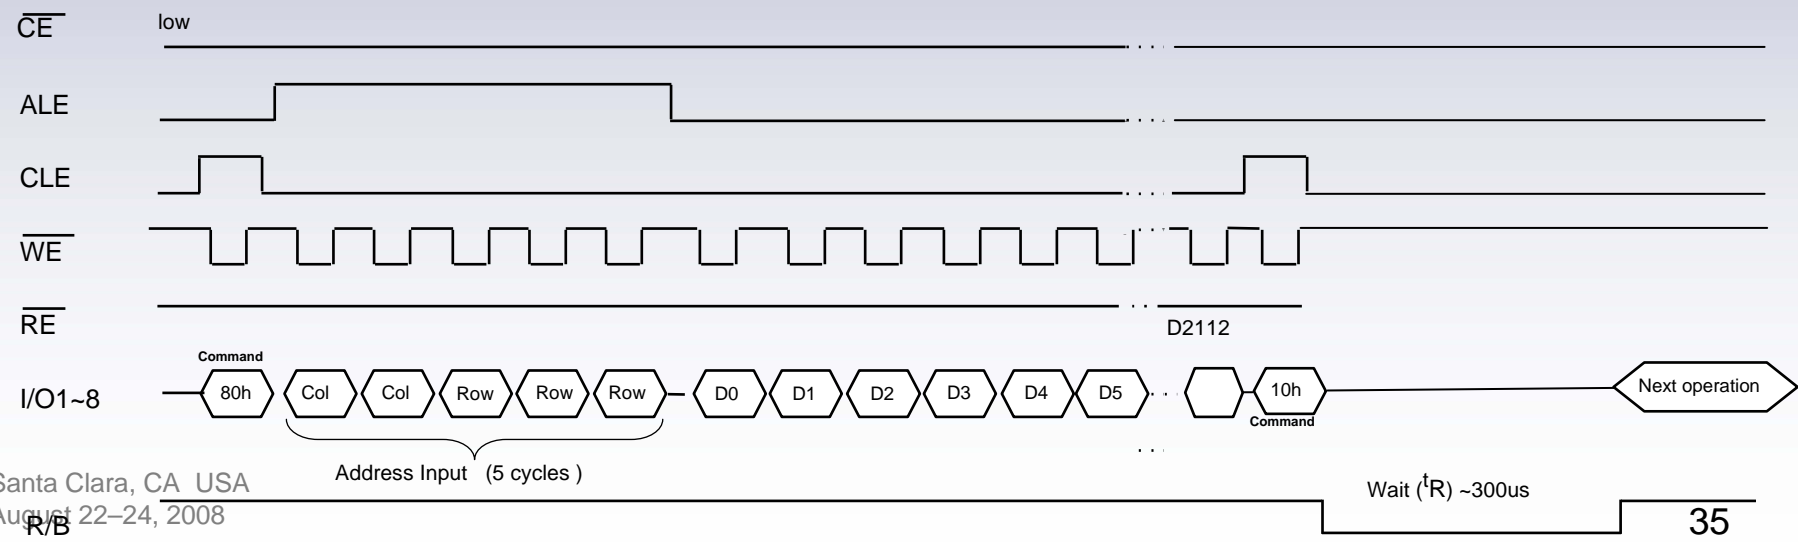 CE low
ALE
CLE
WE
RE
D2112
Command
I/O1~8 80h Col Col Row Row Row D0 D1 D2 D3 D4 D5 10h Next operation
Command
Address Input (5 cycles )
Santa Clara, CA USA
August 22–24, 2008
Wait (tR) ~300us
R/B
35